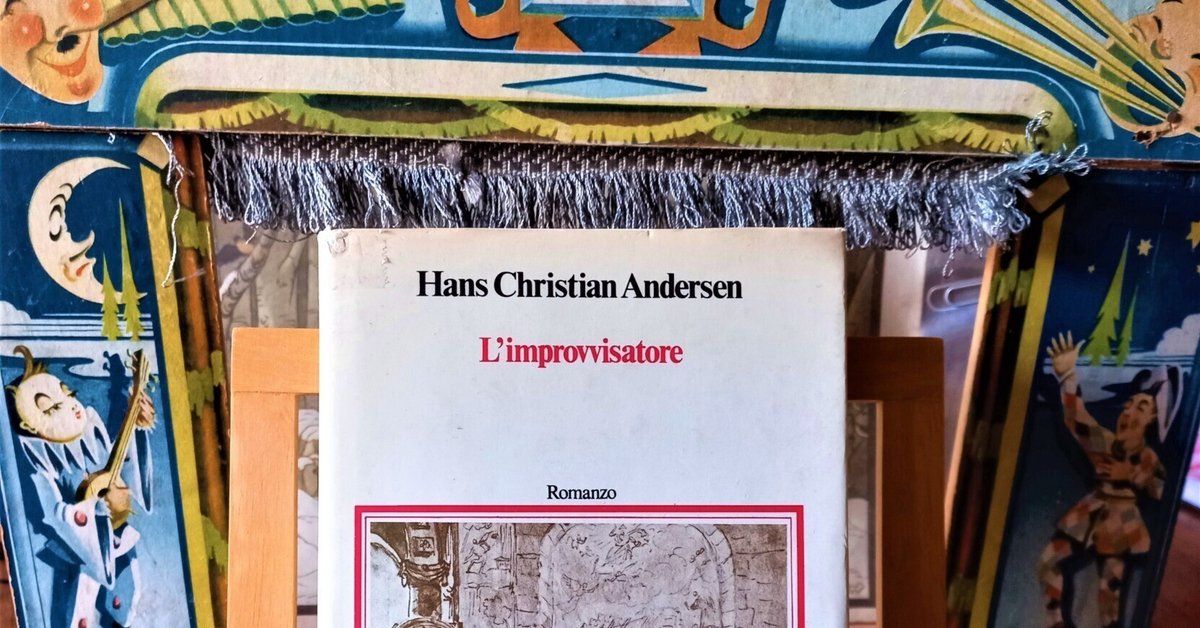 Hans Christian Andersen
L'improvvisatore
Romanzo